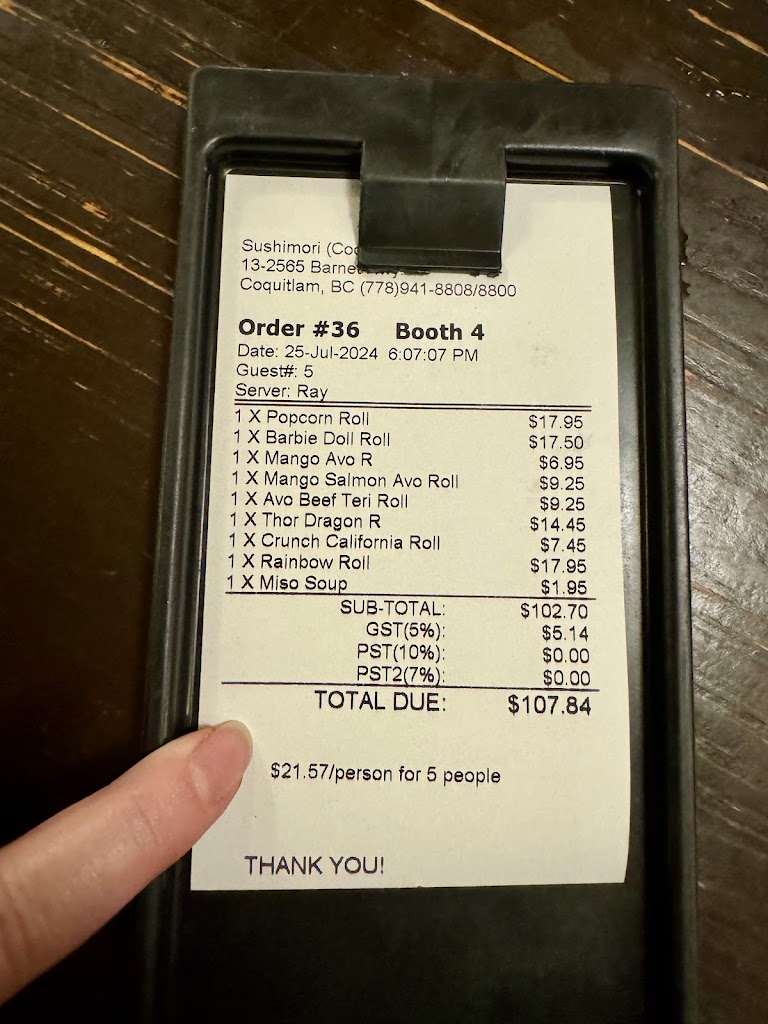 Sushimori
13-2565 Barnet
Coquitlam, BC (778)941-8808/8800
Order #36 Booth 4
Date: 25-Jul-2024 6:07:07 PM
Guest#: 5
Server: Ray
1 X Popcorn Roll $17.95
1 X Barbie Doll Roll $17.50
1 X Mango Avo R $6.95
1 X Mango Salmon Avo Roll $9.25
1 X Avo Beef Teri Roll $9.25
1 X Thor Dragon R $14.45
1 X Crunch California Roll $7.45
1 X Rainbow Roll $17.95
1 X Miso Soup $1.95
SUB-TOTAL: $102.70
GST(5%): $5.14
PST(10%): $0.00
PST2(7%): $0.00
TOTAL DUE: $107.84
$21.57/person for 5 people
THANK YOU!